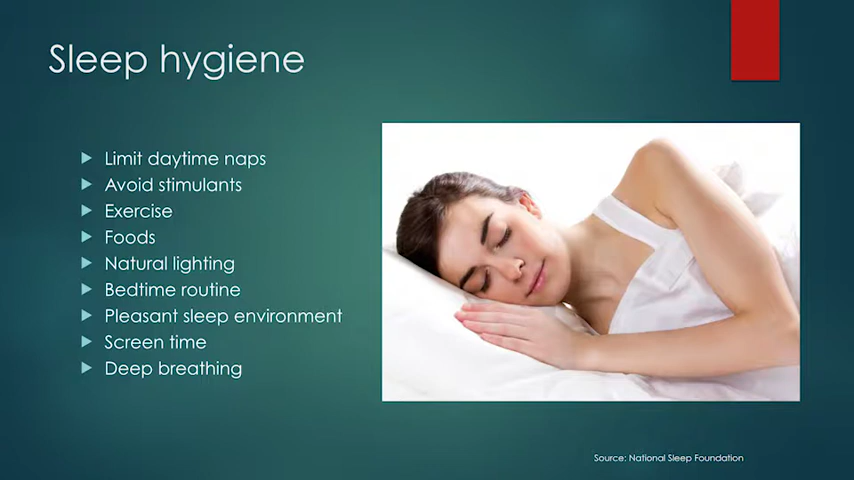 Sleep hygiene
Limit daytime naps
Avoid stimulants
Exercise
Foods
Natural lighting
Bedtime routine
Pleasant sleep environment
Screen time
Deep breathing
Source: National Sleep Foundation